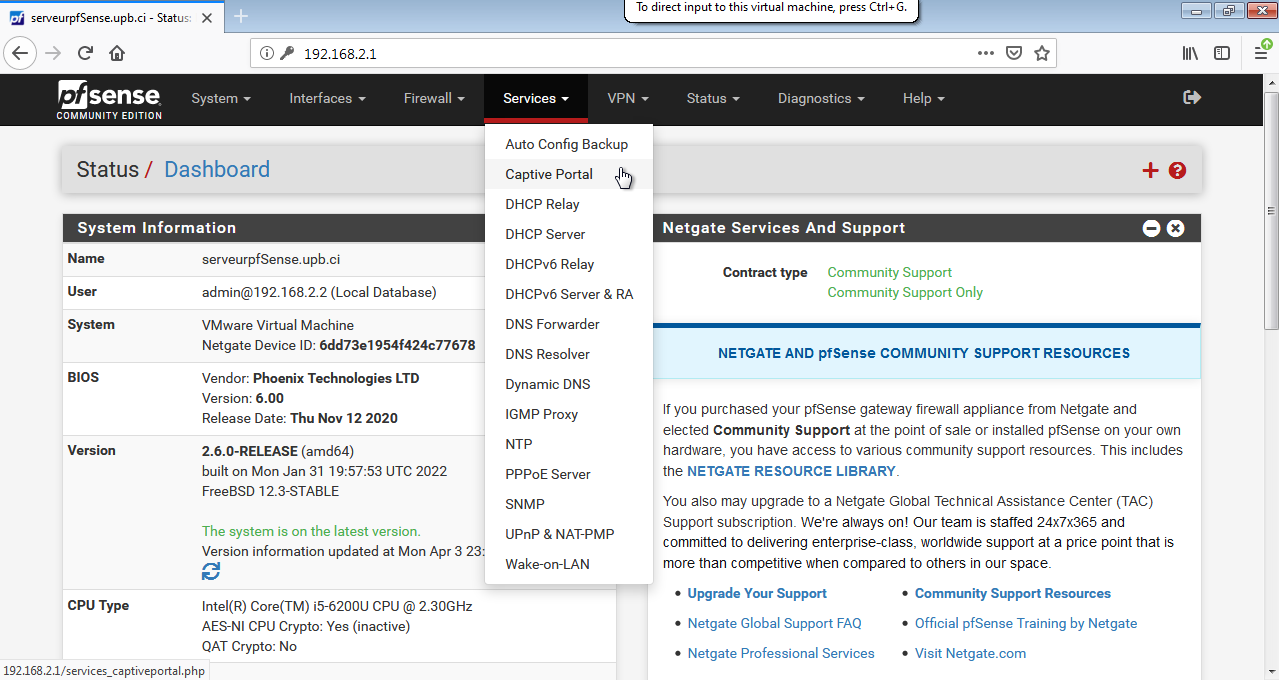 serveurpfSense.upb.ci - Status:
To direct input to this virtual machine, press Ctrl+G.
192.168.2.1
pfsense
COMMUNITY EDITION
System
Interfaces
Firewall
Services
VPN
Status
Diagnostics
Help
Auto Config Backup
Captive Portal
DHCP Relay
DHCP Server
DHCPv6 Relay
DHCPv6 Server & RA
DNS Forwarder
DNS Resolver
Dynamic DNS
IGMP Proxy
NTP
PPPoE Server
SNMP
UPnP & NAT-PMP
Wake-on-LAN
Status / Dashboard
System Information
Name serveurpfSense.upb.ci
User admin@192.168.2.2 (Local Database)
System VMware Virtual Machine
Netgate Device ID: 6dd73e1954f424c77678
BIOS Vendor: Phoenix Technologies LTD
Version: 6.00
Release Date: Thu Nov 12 2020
Version 2.6.0-RELEASE (amd64)
built on Mon Jan 31 19:57:53 UTC 2022
FreeBSD 12.3-STABLE
The system is on the latest version.
Version information updated at Mon Apr 3 23:
CPU Type Intel(R) Core(TM) i5-6200U CPU @ 2.30GHz
AES-NI CPU Crypto: Yes (inactive)
QAT Crypto: No
Netgate Services And Support
Contract type Community Support
Community Support Only
NETGATE AND pfSense COMMUNITY SUPPORT RESOURCES
If you purchased your pfSense gateway firewall appliance from Netgate and
elected Community Support at the point of sale or installed pfSense on your own
hardware, you have access to various community support resources. This includes
the NETGATE RESOURCE LIBRARY.
You also may upgrade to a Netgate Global Technical Assistance Center (TAC)
Support subscription. We're always on! Our team is staffed 24x7x365 and
committed to delivering enterprise-class, worldwide support at a price point that is
more than competitive when compared to others in our space.
• Upgrade Your Support
• Community Support Resources
• Netgate Global Support FAQ
• Official pfSense Training by Netgate
• Netgate Professional Services
• Visit Netgate.com
192.168.2.1/services_captiveportal.php